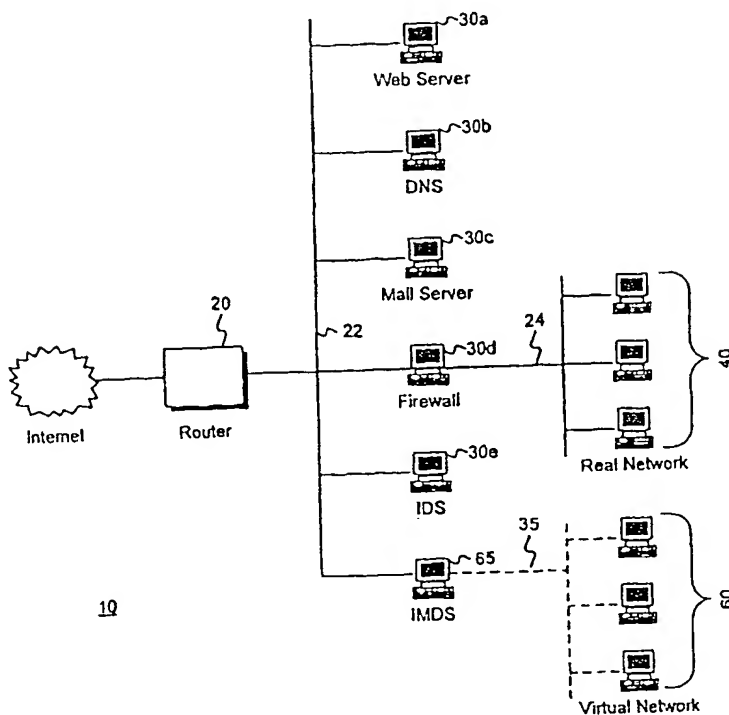 30a
Web Server
30b
DNS
30c
Mail Server
20
22
30d
24
40
Internet
Router
Firewall
Real Network
30e
IDS
65
35
60
10
IMDS
Virtual Network